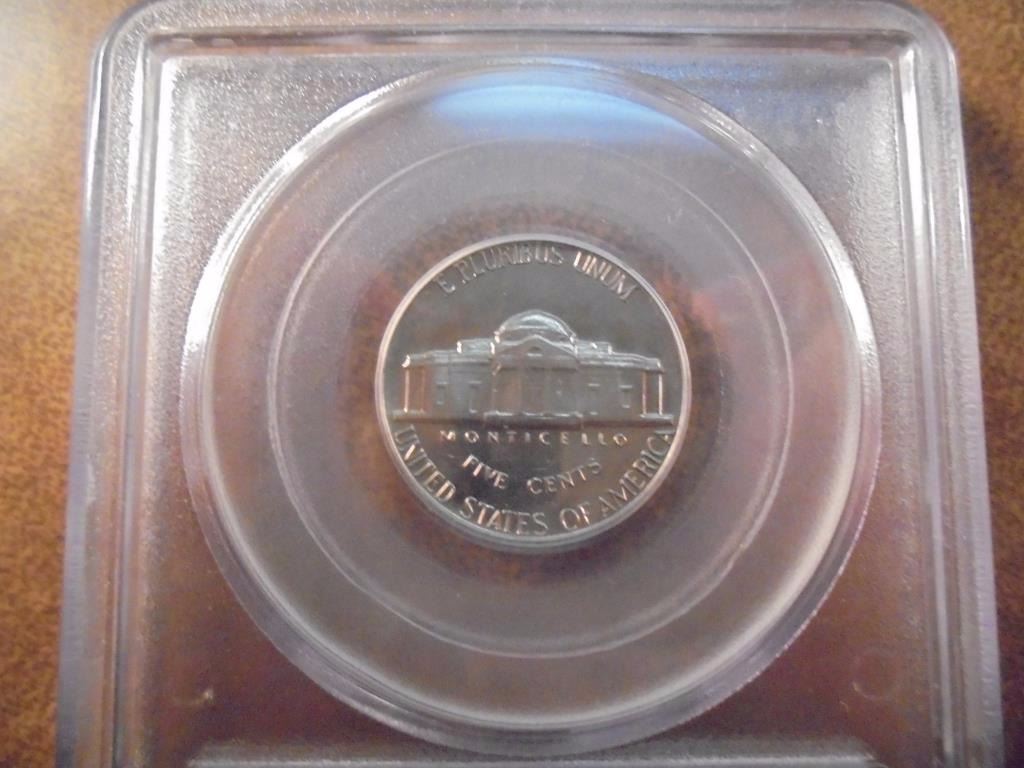 E PLURIBUS UNUM
MONTICELLO
FIVE CENTS
UNITED STATES OF AMERICA